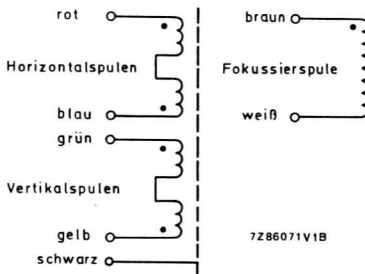 rot
Horizontalspulen
blau
grün
Vertikalspulen
gelb
schwarz
braun
Fokussierspule
weiß
7Z86071V1B